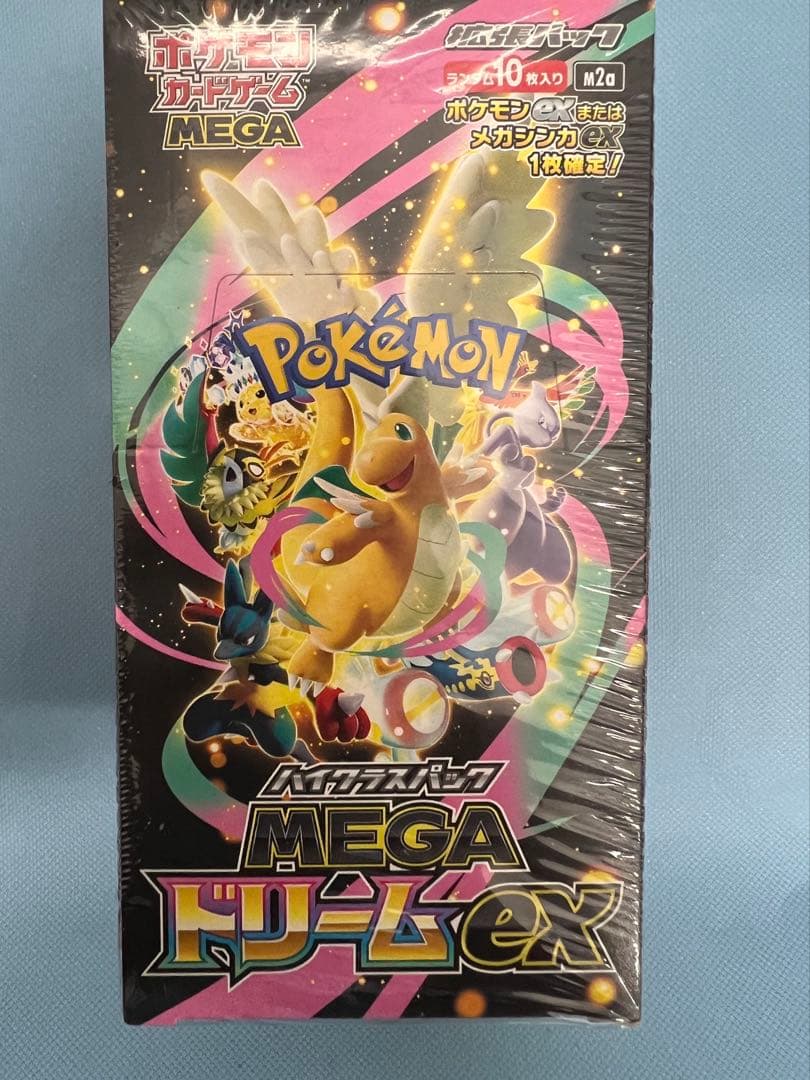 ポケモン
カードゲーム™
MEGA
拡張パック
ランダム10枚入り
M2a
ポケモンexまたは
メガシンカex
1枚確定!
POKéMON
ハイクラスパック
MEGA
ドリームex